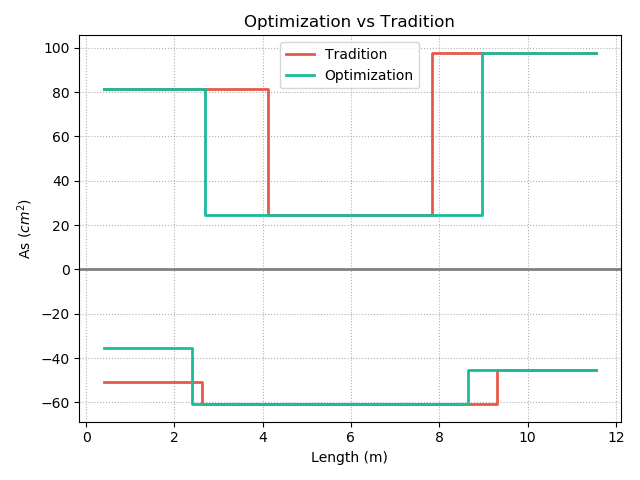 Optimization vs Tradition
Tradition
Optimization
100
80
60
40
20
0
−20
−40
−60
As (cm²)
0 2 4 6 8 10 12
Length (m)